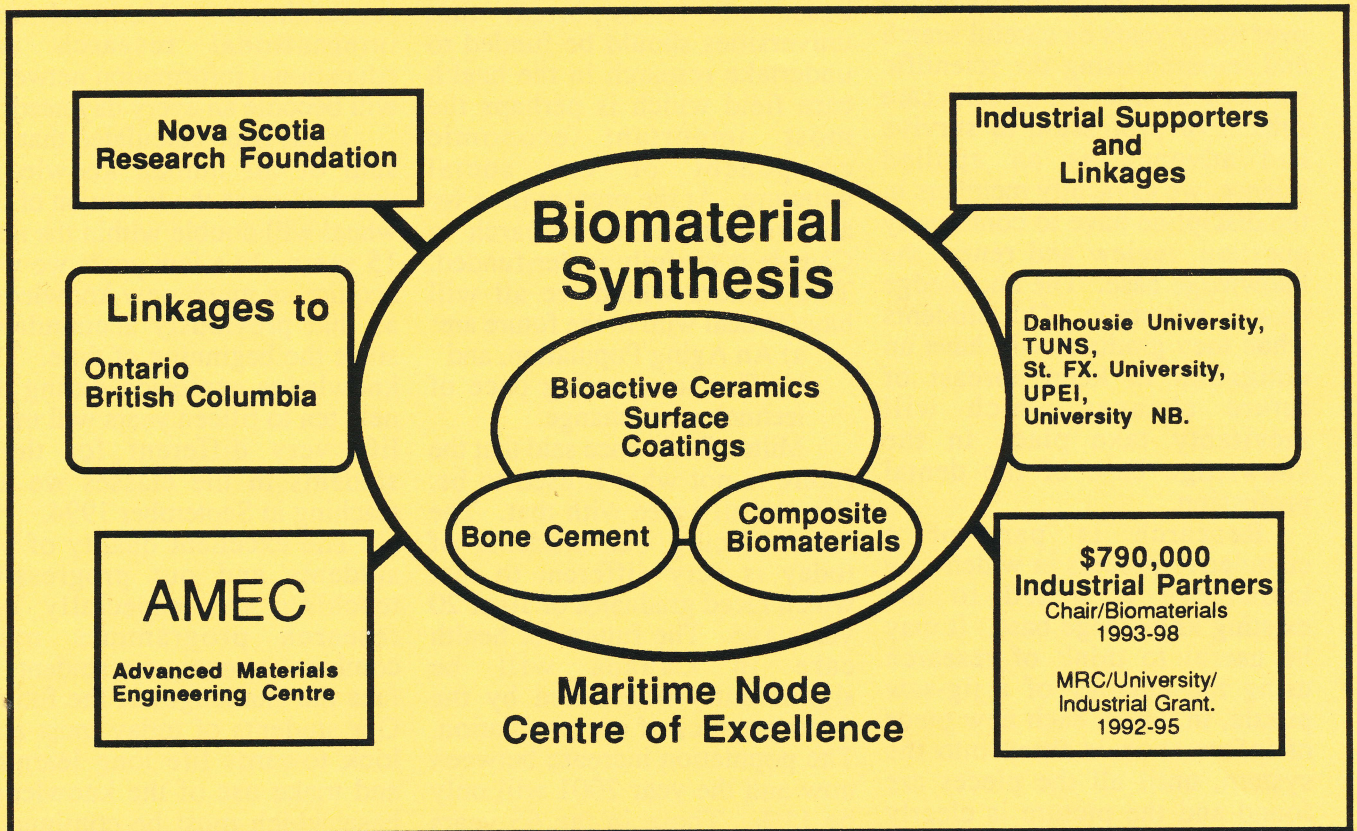 Nova Scotia
Research Foundation
Industrial Supporters
and
Linkages
Biomaterial
Synthesis
Linkages to
Ontario
British Columbia
Dalhousie University,
TUNS,
St. FX. University,
UPEI,
University NB.
Bioactive Ceramics
Surface
Coatings
Bone Cement
Composite
Biomaterials
AMEC
Advanced Materials
Engineering Centre
$790,000
Industrial Partners
Chair/Biomaterials
1993-98
MRC/University/
Industrial Grant.
1992-95
Maritime Node
Centre of Excellence